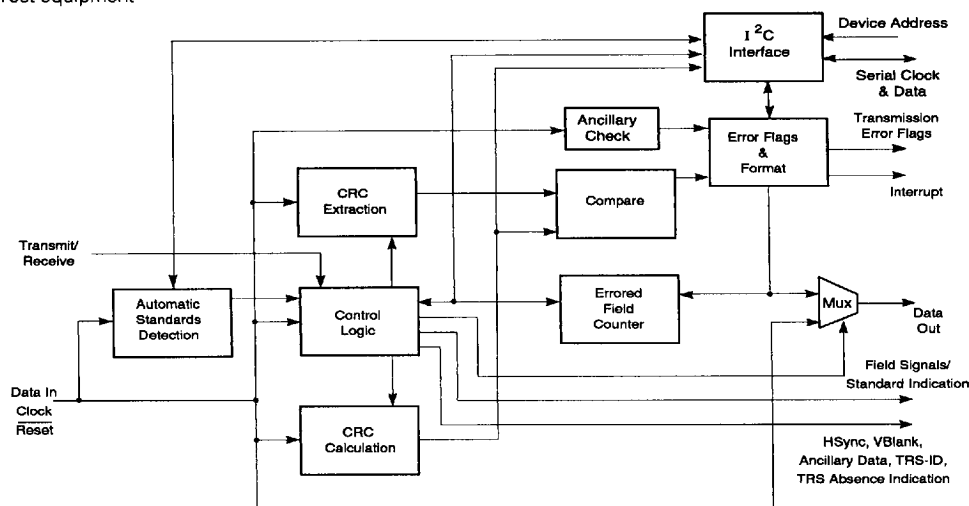 Test equipment
I²C
Interface
Device Address
Serial Clock
& Data
Ancillary
Check
Error Flags
&
Format
Transmission
Error Flags
Interrupt
CRC
Extraction
Compare
Transmit/
Receive
Automatic
Standards
Detection
Control
Logic
Errored
Field
Counter
Mux
Data
Out
Field Signals/
Standard Indication
Data In
Clock
Reset
CRC
Calculation
HSync, VBlank,
Ancillary Data, TRS-ID,
TRS Absence Indication